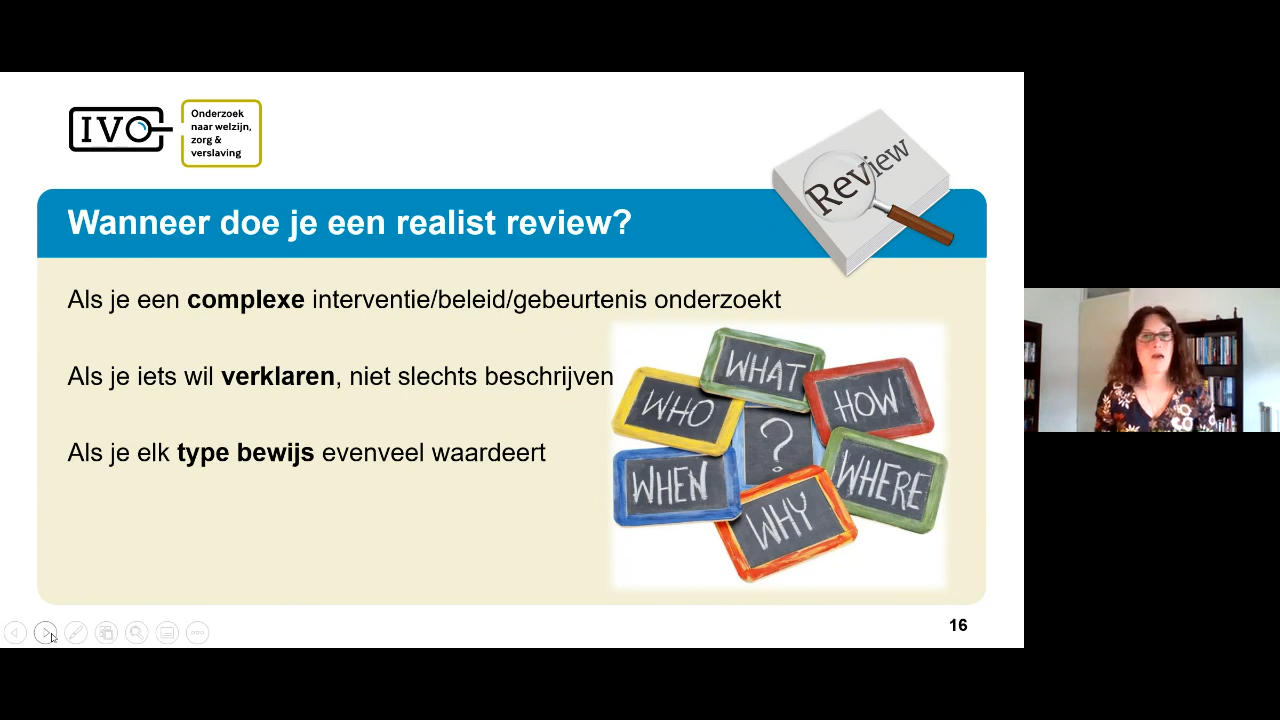 IVO
Onderzoek
naar welzijn,
zorg &
verslaving
Review
Wanneer doe je een realist review?
Als je een complexe interventie/beleid/gebeurtenis onderzoekt
Als je iets wil verklaren, niet slechts beschrijven
Als je elk type bewijs evenveel waardeert
WHAT
WHO
HOW
?
WHEN
WHERE
WHY
16